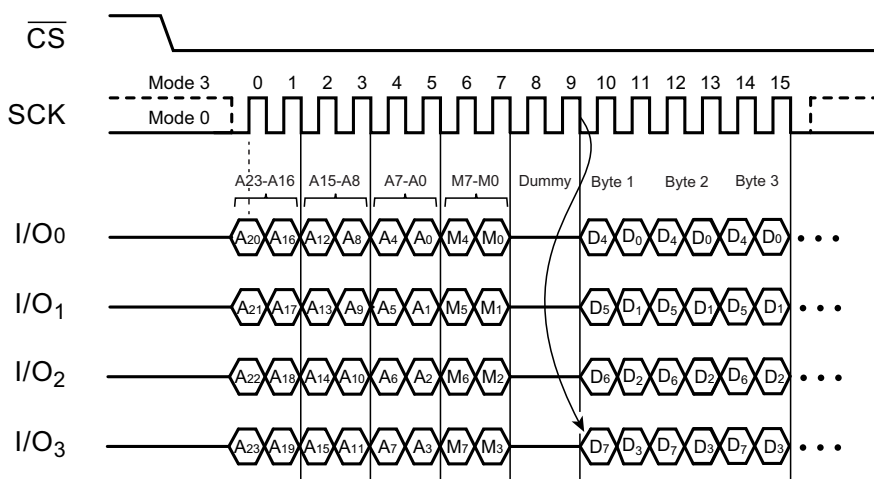 CS
Mode 3 0 1 2 3 4 5 6 7 8 9 10 11 12 13 14 15
SCK Mode 0
A23-A16 A15-A8 A7-A0 M7-M0 Dummy Byte 1 Byte 2 Byte 3
I/O0 A20 A16 A12 A8 A4 A0 M4 M0 D4 D0 D4 D0 D4 D0 • • •
I/O1 A21 A17 A13 A9 A5 A1 M5 M1 D5 D1 D5 D1 D5 D1 • • •
I/O2 A22 A18 A14 A10 A6 A2 M6 M2 D6 D2 D6 D2 D6 D2 • • •
I/O3 A23 A19 A15 A11 A7 A3 M7 M3 D7 D3 D7 D3 D7 D3 • • •